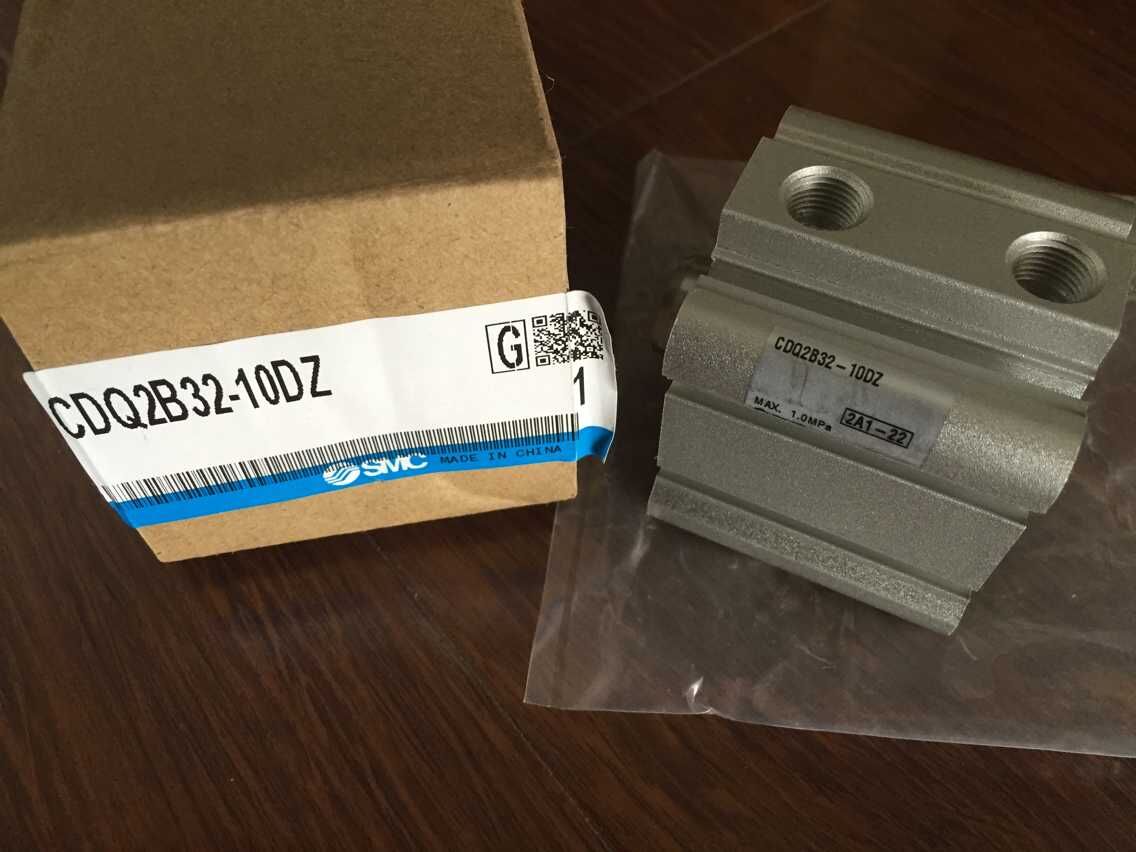 G
CDQ2B32-10DZ
1
SMC MADE IN CHINA
CDQ2B32-10DZ
MAX. 1.0MPa 2A1-22